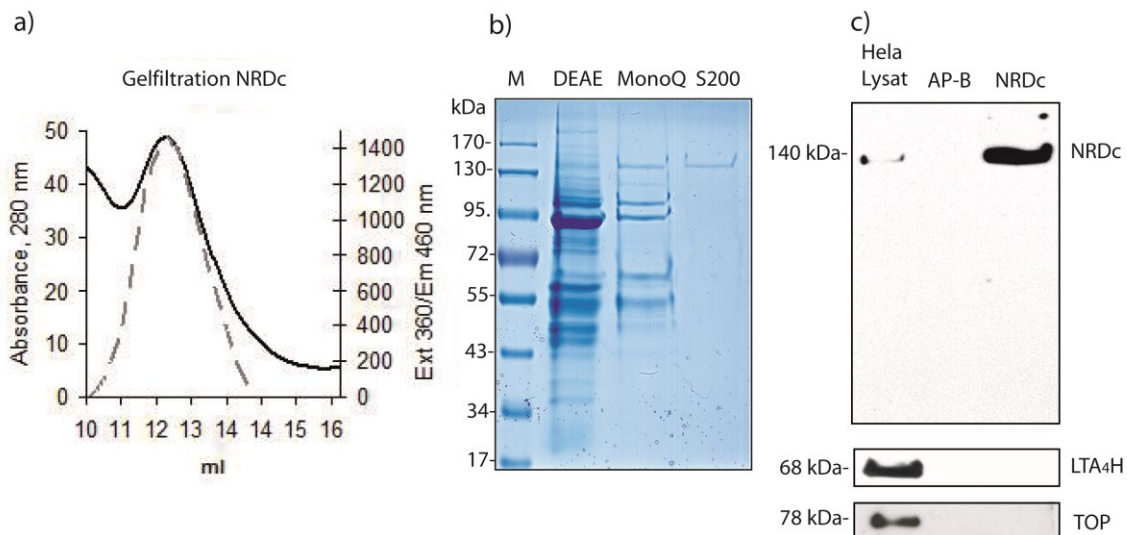 a)
Gelfiltration NRDc
50
40
30
20
10
0
Absorbance, 280 nm
1400
1200
1000
800
600
400
200
0
Ext 360/Em 460 nm
10 11 12 13 14 14 15 16
ml
b)
M DEAE MonoQ S200
kDa
170-
130-
95-
72-
55-
43-
34-
17-
c)
Hela
Lysat AP-B NRDc
140 kDa- NRDc
68 kDa- LTA4H
78 kDa- TOP